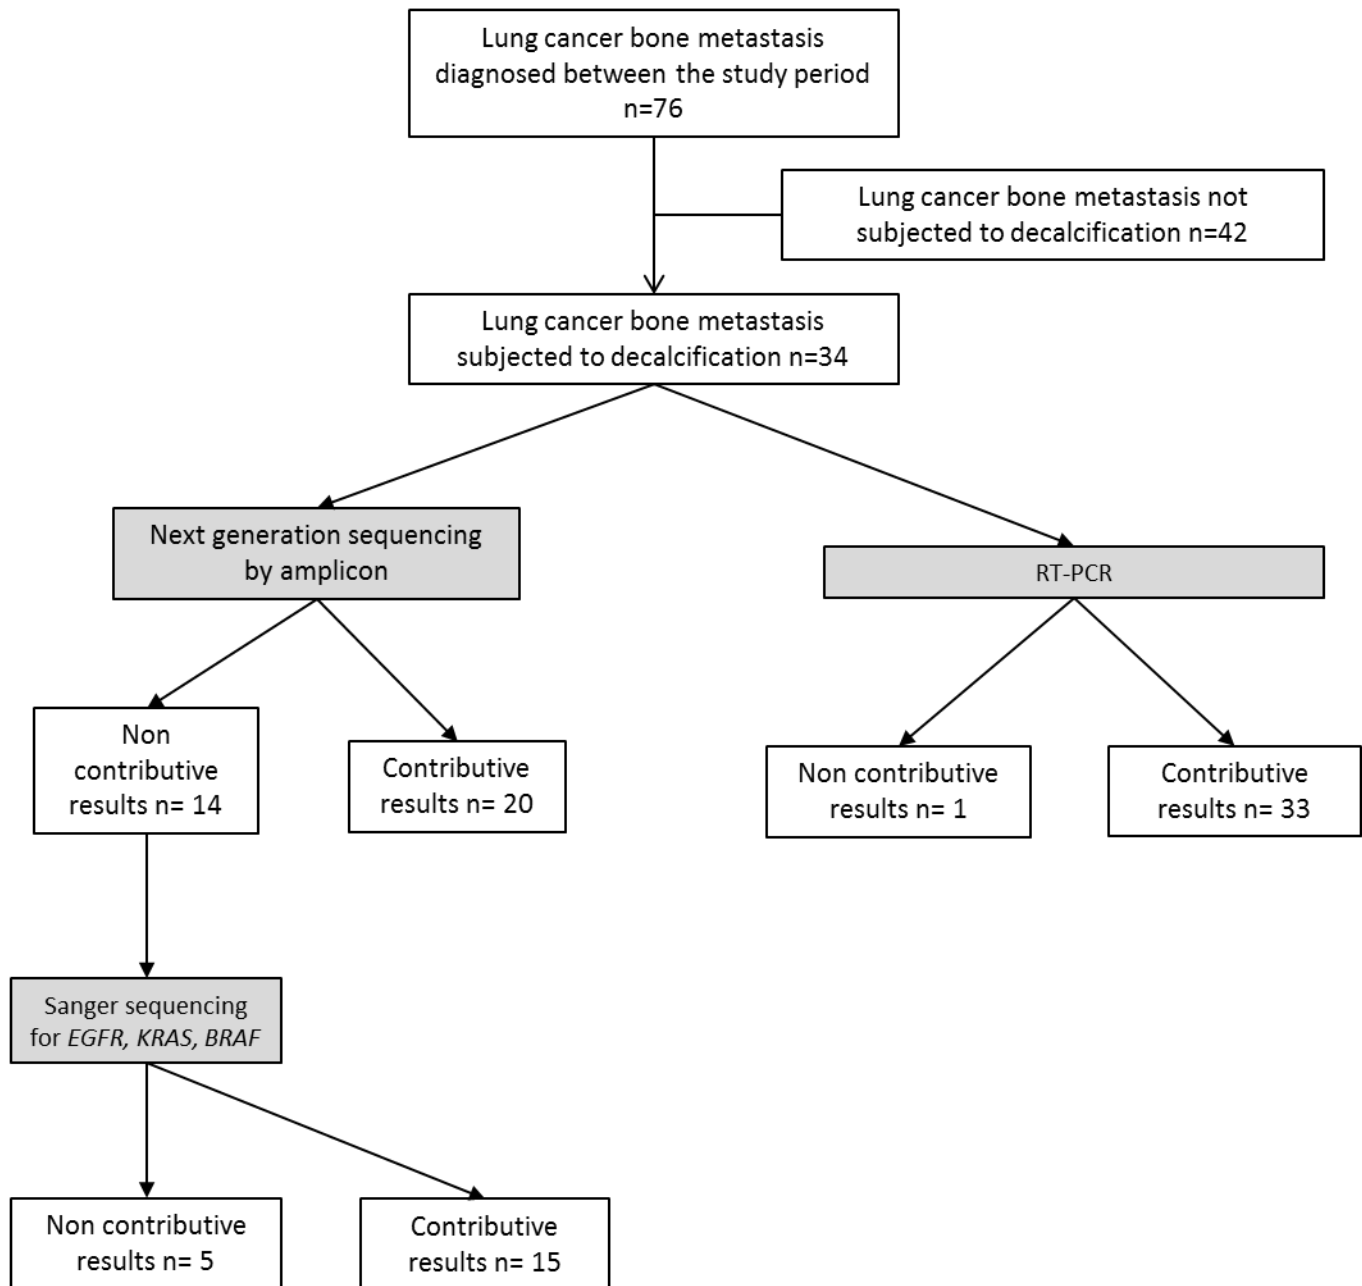 Lung cancer bone metastasis
diagnosed between the study period
n=76
Lung cancer bone metastasis not
subjected to decalcification n=42
Lung cancer bone metastasis
subjected to decalcification n=34
Next generation sequencing
by amplicon
RT-PCR
Non
contributive
results n= 14
Contributive
results n= 20
Non contributive
results n= 1
Contributive
results n= 33
Sanger sequencing
for EGFR, KRAS, BRAF
Non contributive
results n= 5
Contributive
results n= 15